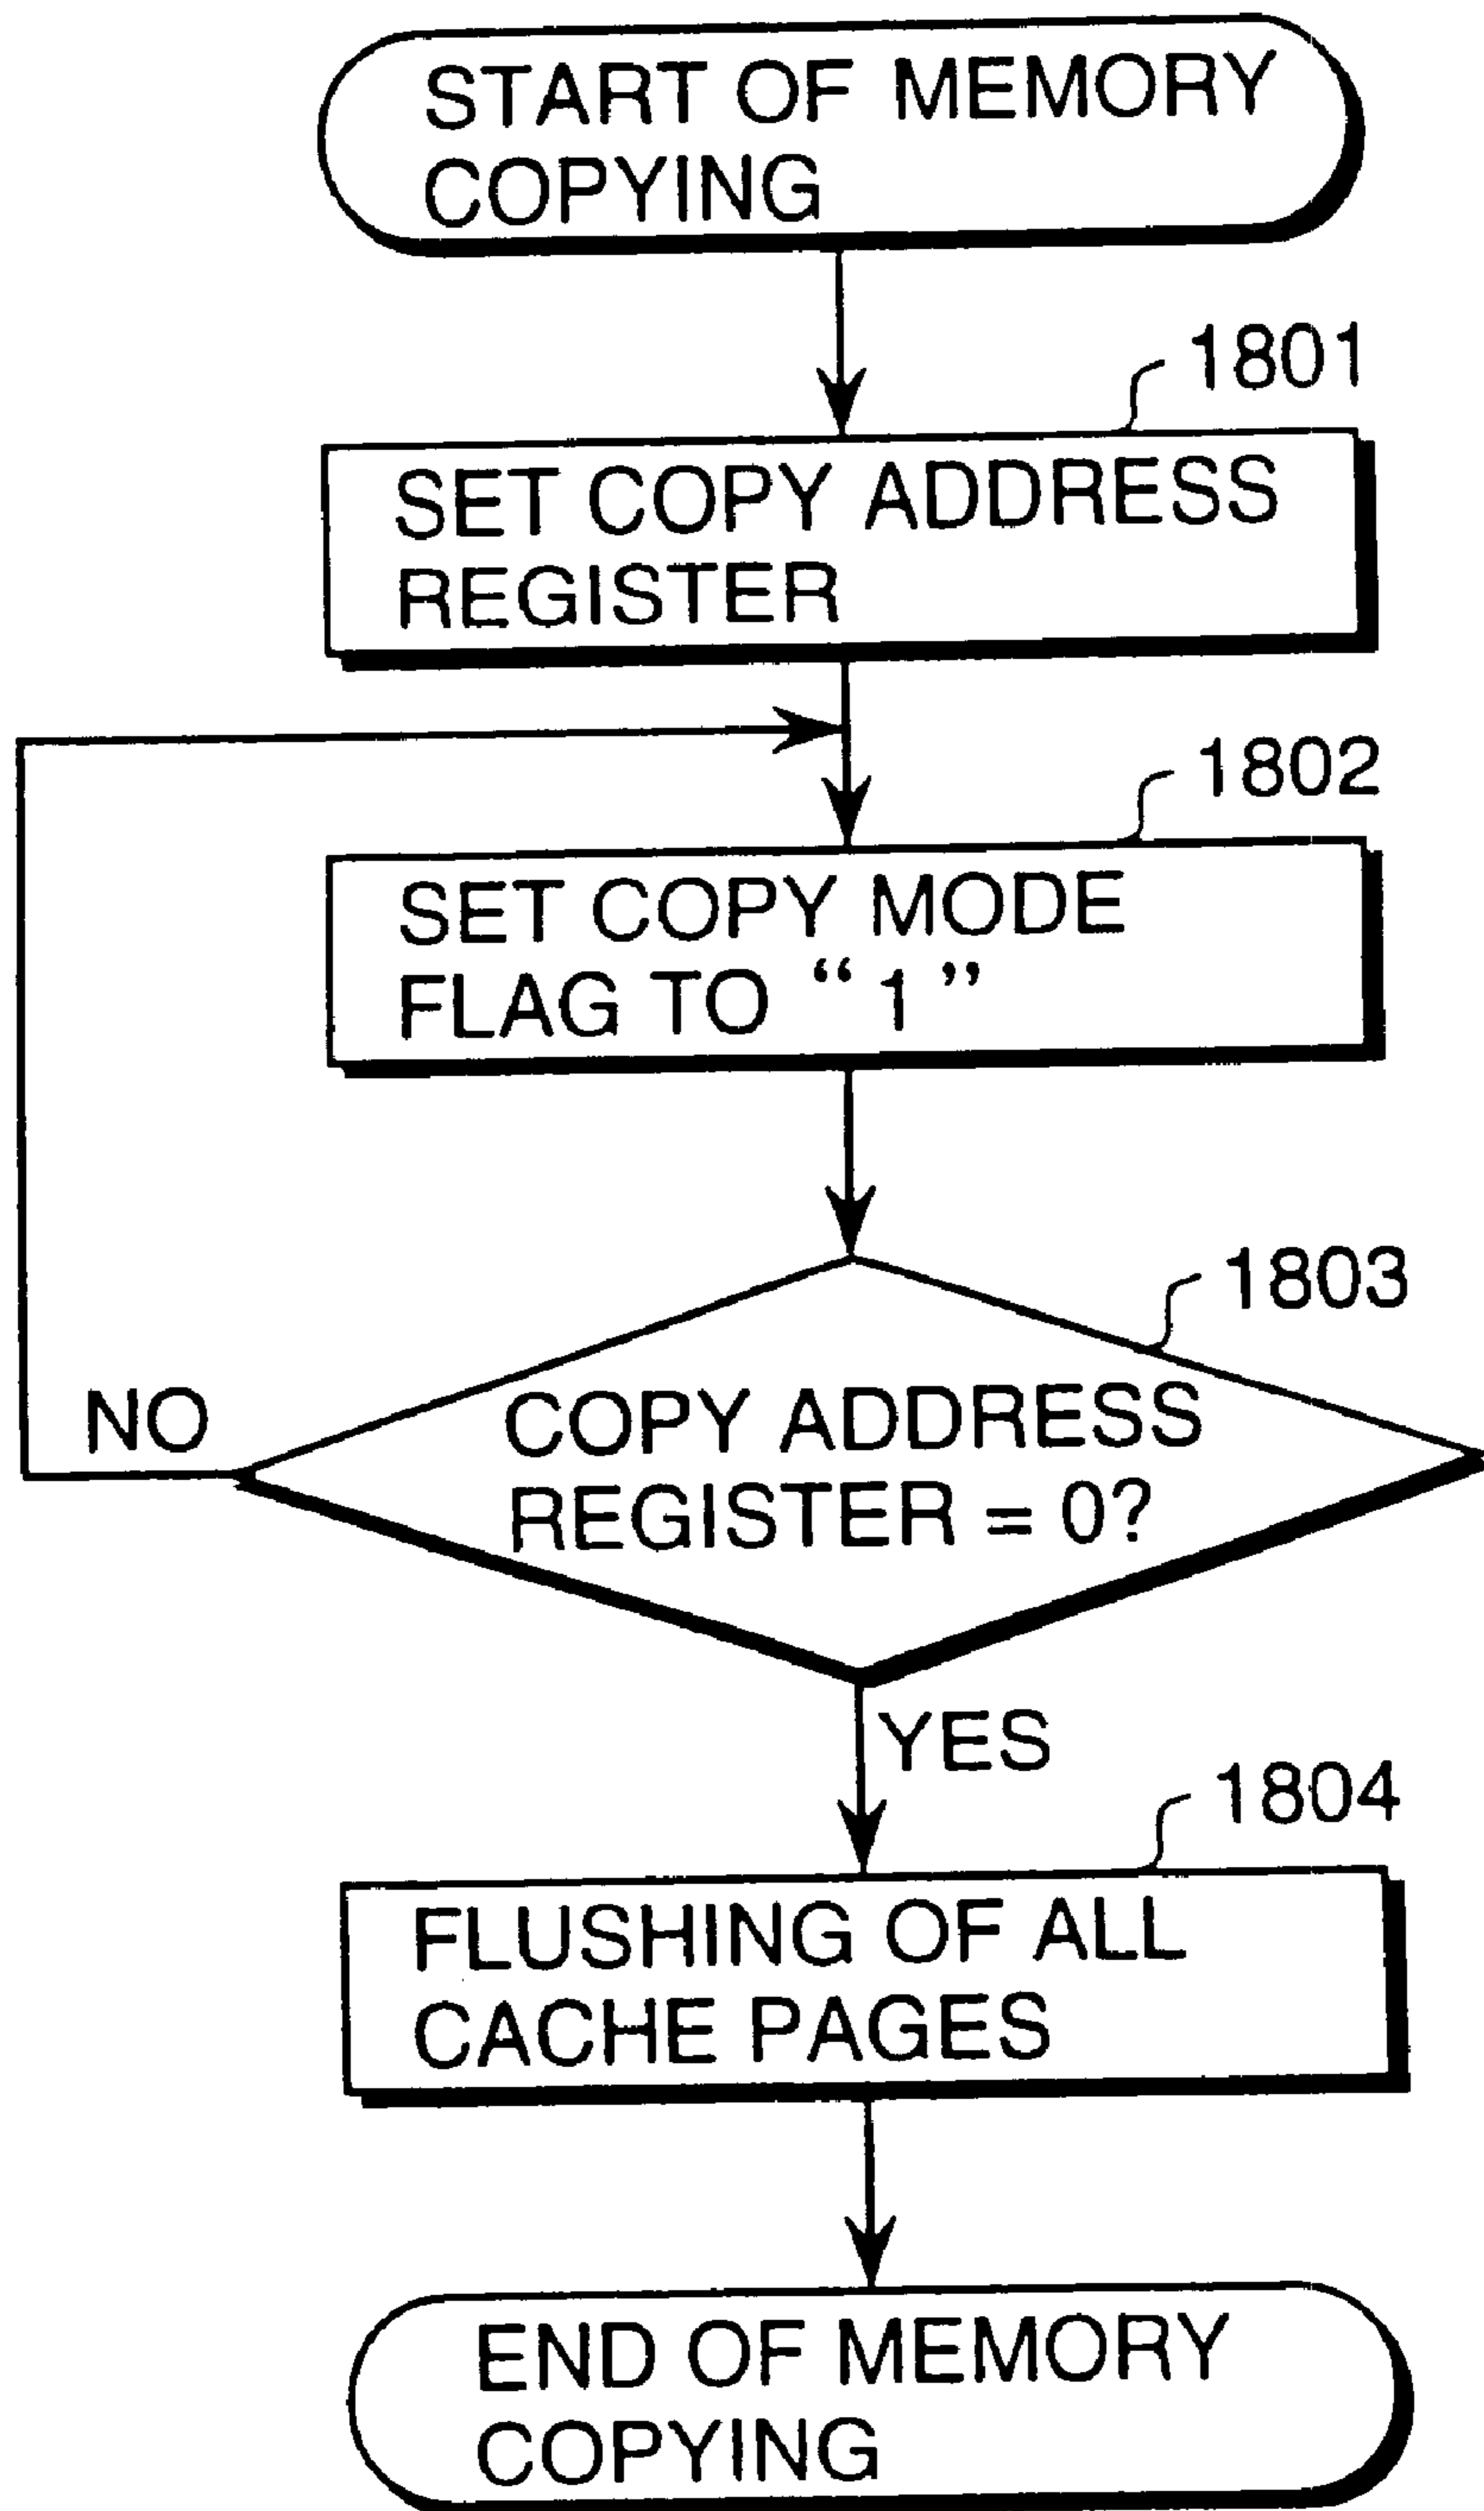 START OF MEMORY
COPYING
1801
SET COPY ADDRESS
REGISTER
1802
SET COPY MODE
FLAG TO “ 1 ”
1803
NO
COPY ADDRESS
REGISTER = 0?
YES
1804
FLUSHING OF ALL
CACHE PAGES
END OF MEMORY
COPYING